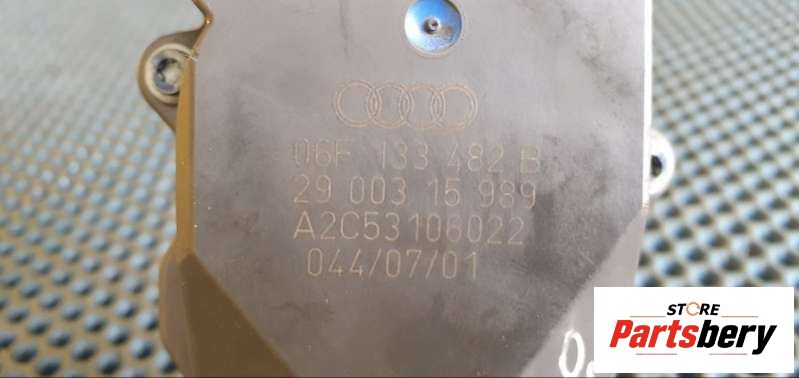 06F 133 482 B
29 003 15 989
A2C53106022
044/07/01
STORE
Partsbery